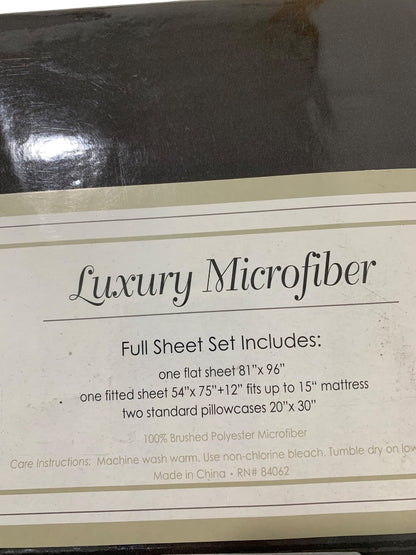 Luxury Microfiber
Full Sheet Set Includes:
one flat sheet 81"x 96"
one fitted sheet 54"x 75"+12" fits up to 15" mattress
two standard pillowcases 20"x 30"
100% Brushed Polyester Microfiber
Care Instructions: Machine wash warm. Use non-chlorine bleach. Tumble dry on low
Made in China • RN# 84062